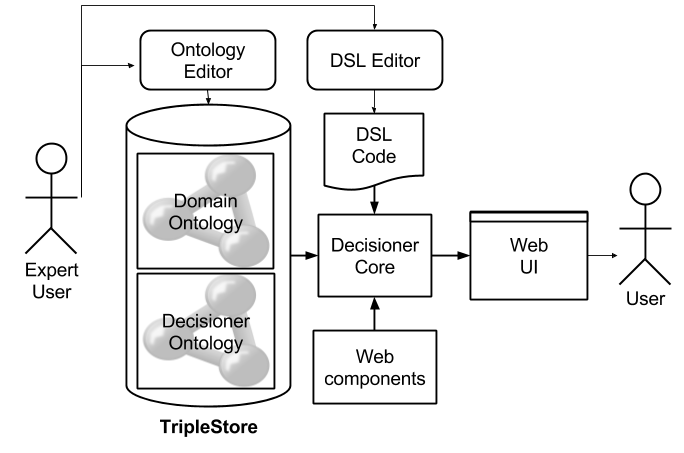 Ontology
Editor
DSL Editor
DSL
Code
Domain
Ontology
Expert
User
Decisioner
Core
Web
UI
User
Decisioner
Ontology
Web
components
TripleStore